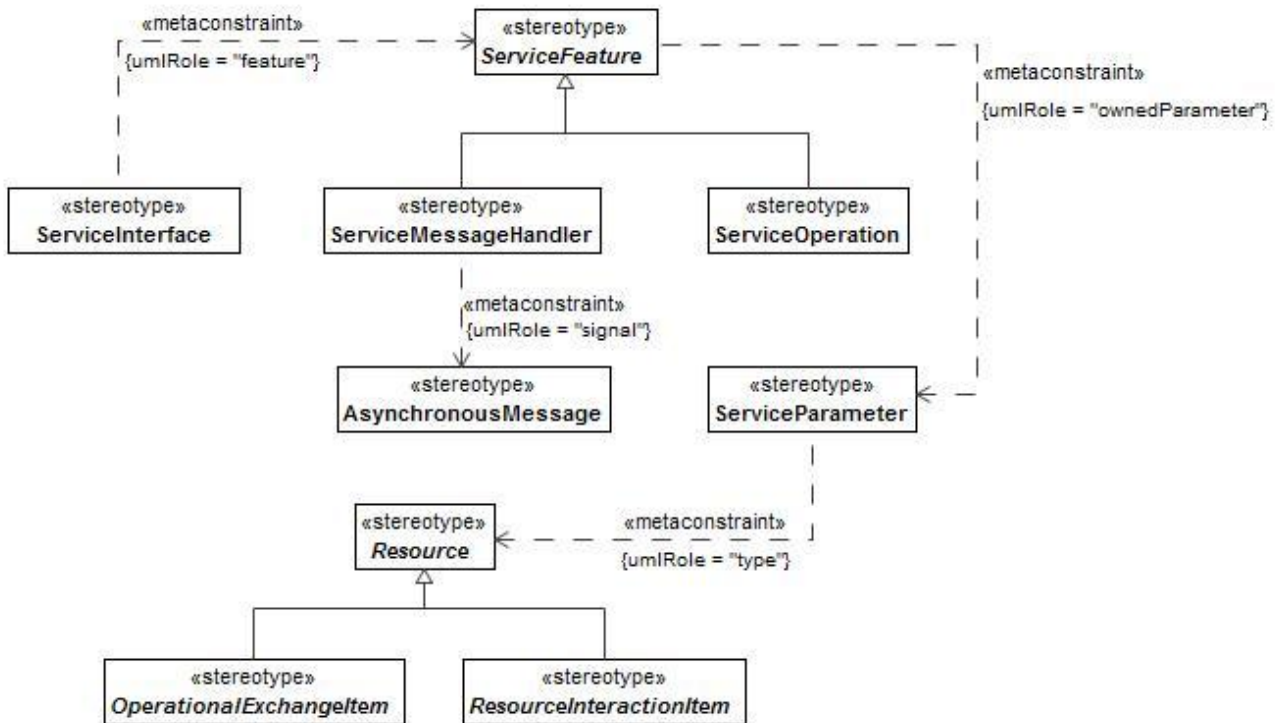 «metaconstraint»
{umlRole = "feature"}
«stereotype»
ServiceFeature
«metaconstraint»
{umlRole = "ownedParameter"}
«stereotype»
ServiceInterface
«stereotype»
ServiceMessageHandler
«stereotype»
ServiceOperation
«metaconstraint»
{umlRole = "signal"}
«stereotype»
AsynchronousMessage
«stereotype»
ServiceParameter
«stereotype»
Resource
«metaconstraint»
{umlRole = "type"}
«stereotype»
OperationalExchangeItem
«stereotype»
ResourceInteractionItem